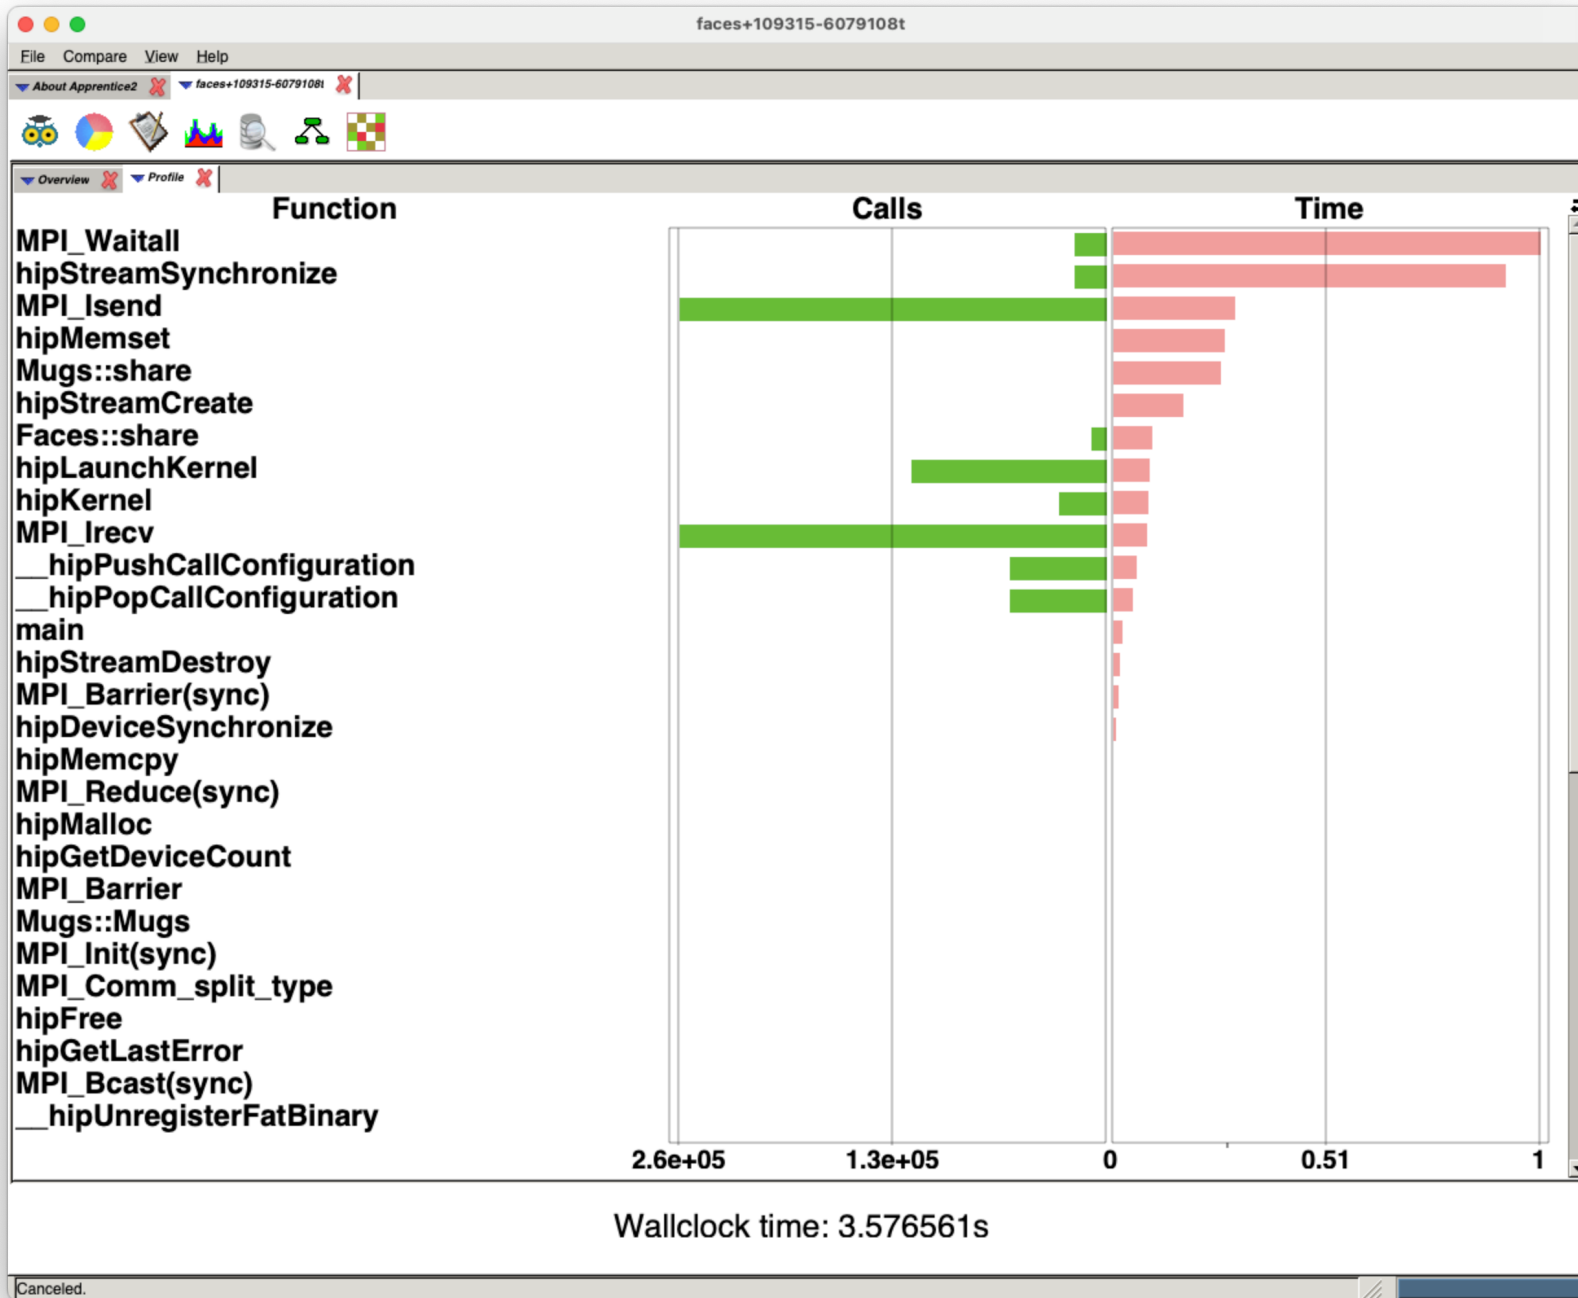 faces+109315-6079108t
File Compare View Help
About Apprentice2 faces+109315-6079108t
Overview Profile
Function Calls Time
MPI_Waitall
hipStreamSynchronize
MPI_Isend
hipMemset
Mugs::share
hipStreamCreate
Faces::share
hipLaunchKernel
hipKernel
MPI_Irecv
__hipPushCallConfiguration
__hipPopCallConfiguration
main
hipStreamDestroy
MPI_Barrier(sync)
hipDeviceSynchronize
hipMemcpy
MPI_Reduce(sync)
hipMalloc
hipGetDeviceCount
MPI_Barrier
Mugs::Mugs
MPI_Init(sync)
MPI_Comm_split_type
hipFree
hipGetLastError
MPI_Bcast(sync)
__hipUnregisterFatBinary
2.6e+05 1.3e+05 0 0.51 1
Wallclock time: 3.576561s
Canceled.